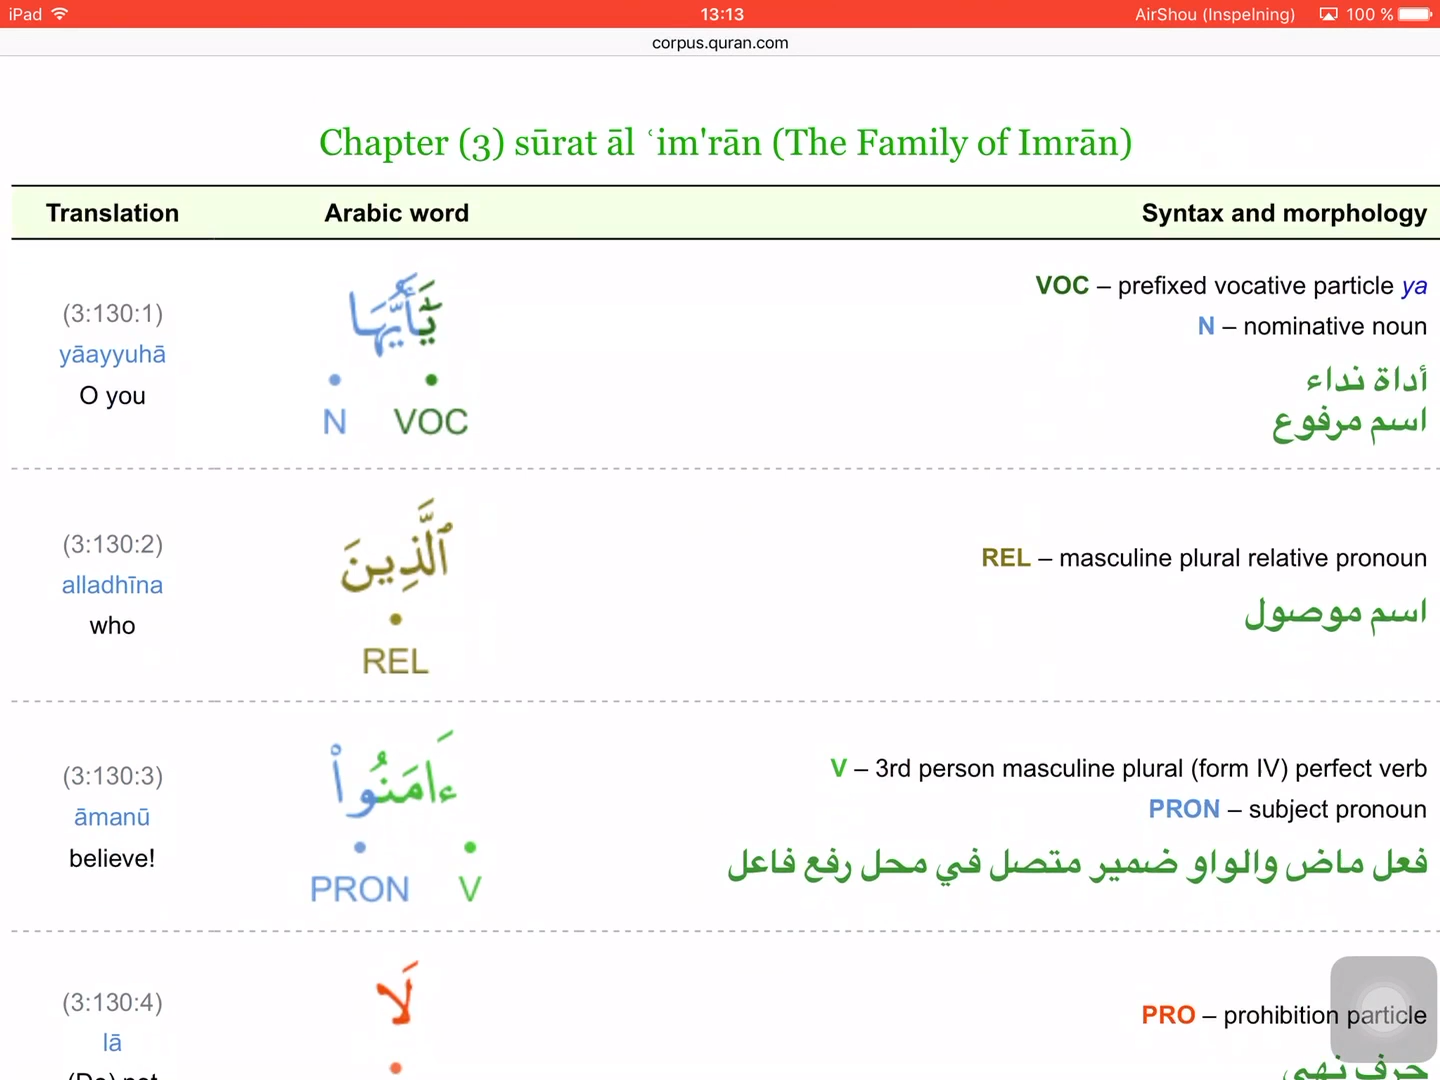 iPad 13:13 AirShou (Inspelning) 100 %
corpus.quran.com
Chapter (3) sūrat āl ʿim'rān (The Family of Imrān)
Translation Arabic word Syntax and morphology
(3:130:1)
yāayyuhā
O you
يَٰٓأَيُّهَا
N VOC
VOC – prefixed vocative particle ya
N – nominative noun
أداة نداء
اسم مرفوع
(3:130:2)
alladhīna
who
ٱلَّذِينَ
REL
REL – masculine plural relative pronoun
اسم موصول
(3:130:3)
āmanū
believe!
ءَامَنُوا۟
PRON V
V – 3rd person masculine plural (form IV) perfect verb
PRON – subject pronoun
فعل ماض والواو ضمير متصل في محل رفع فاعل
(3:130:4)
lā
(Do) not
لَا
PRO – prohibition particle
حرف نهي